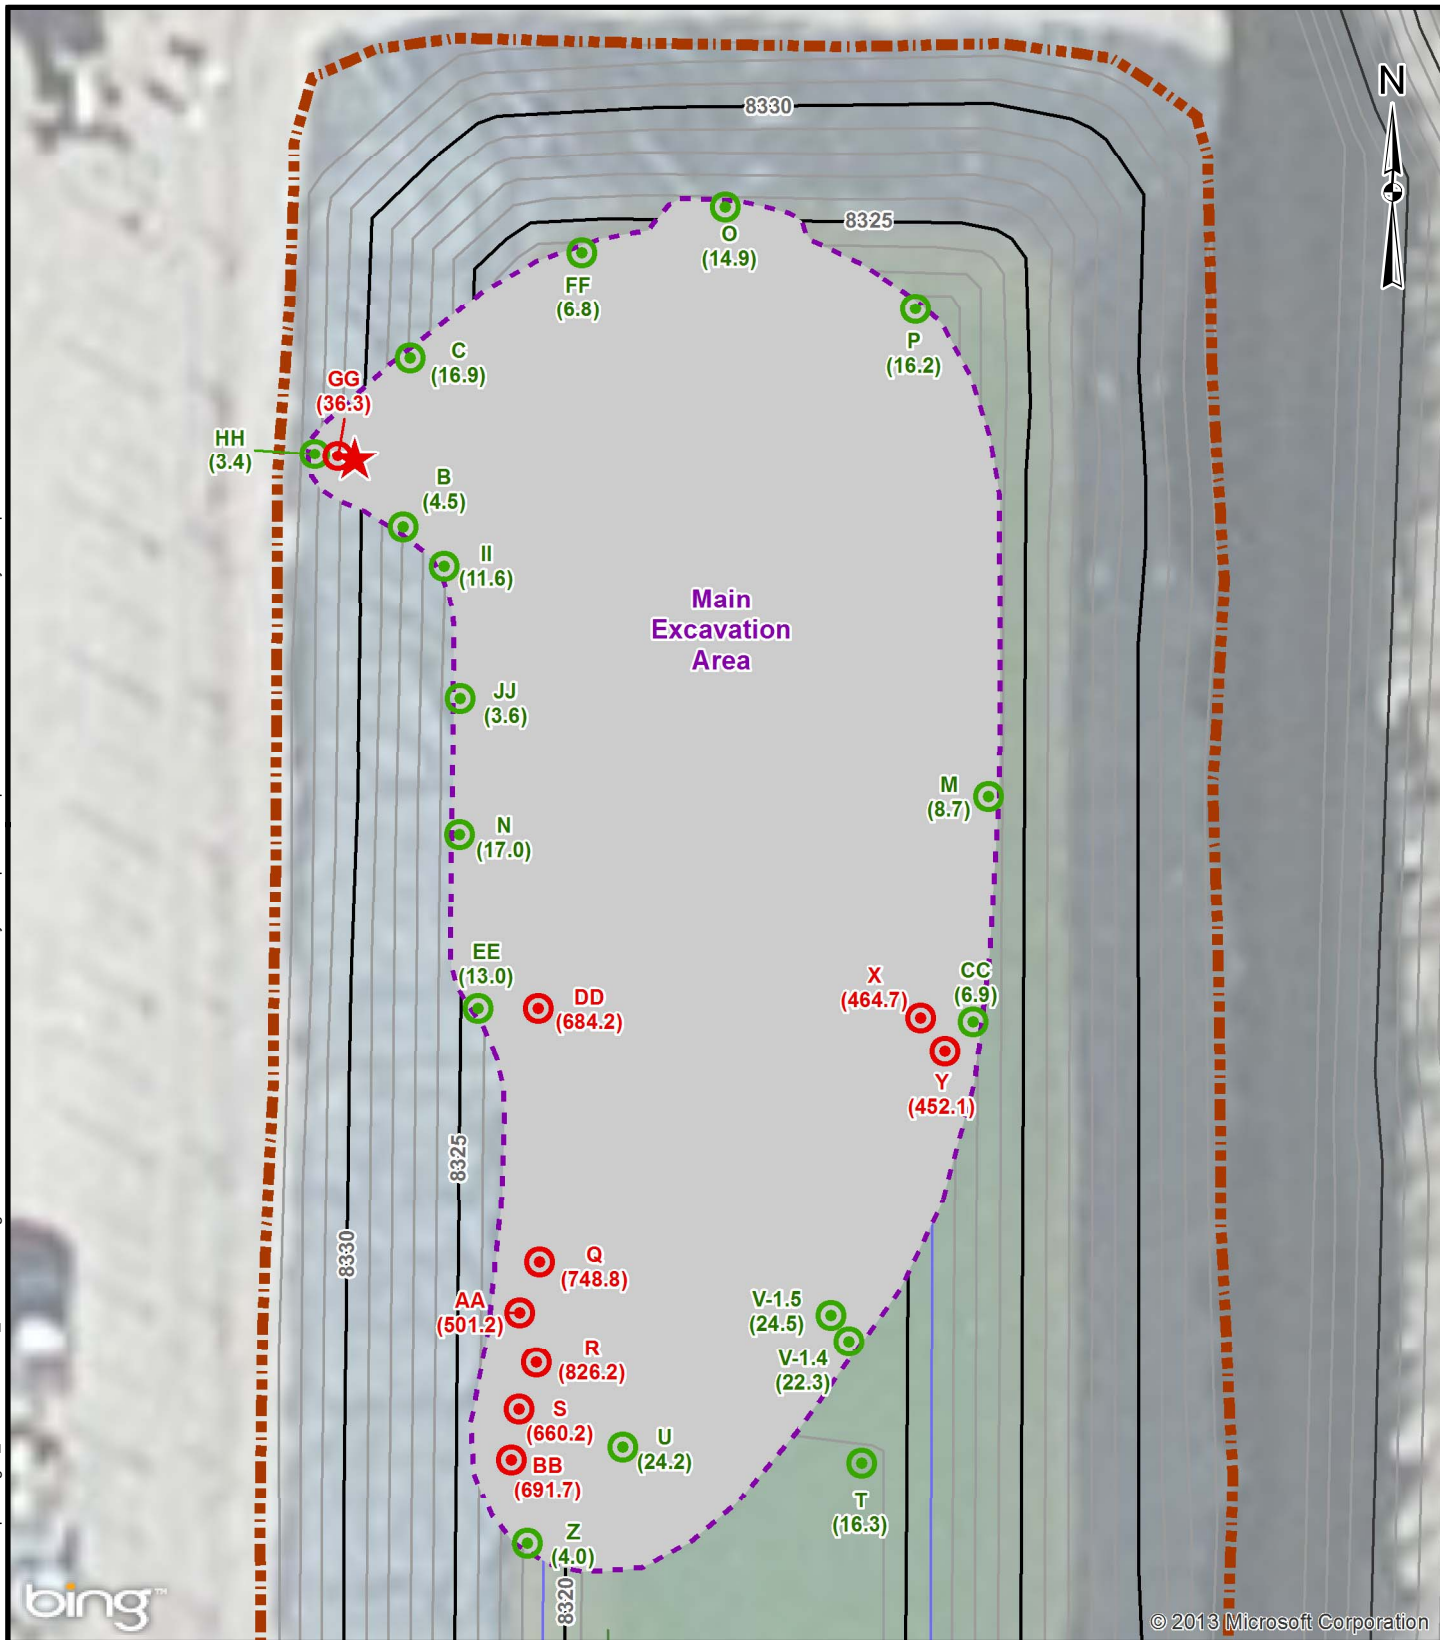 N
8330
8325
O
(14.9)
FF
(6.8)
P
(16.2)
C
(16.9)
GG
(36.3)
HH
(3.4)
B
(4.5)
II
(11.6)
Main
Excavation
Area
JJ
(3.6)
M
(8.7)
N
(17.0)
EE
(13.0)
DD
(684.2)
X
(464.7)
CC
(6.9)
Y
(452.1)
8325
8330
Q
(748.8)
AA
(501.2)
V-1.5
(24.5)
R
(826.2)
V-1.4
(22.3)
S
(660.2)
U
(24.2)
BB
(691.7)
T
(16.3)
Z
(4.0)
8320
bing™
© 2013 Microsoft Corporation